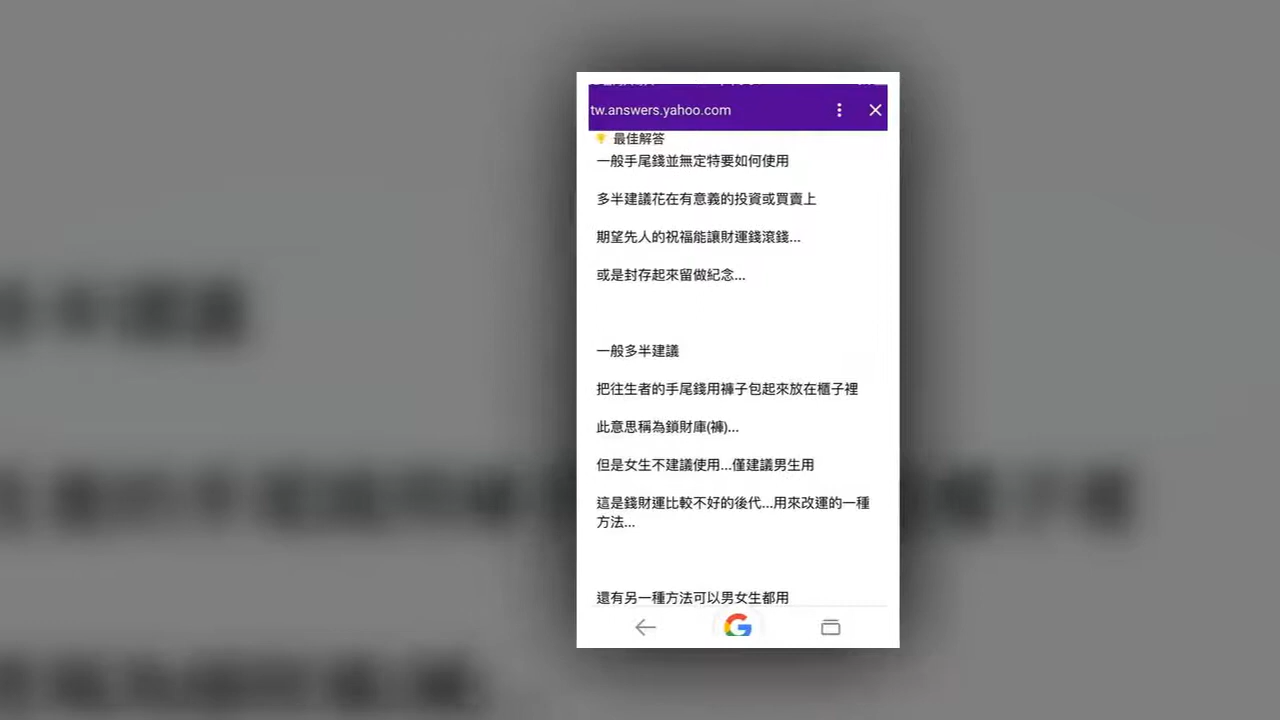 tw.answers.yahoo.com
最佳解答
一般手尾錢並無定特要如何使用
多半建議花在有意義的投資或買賣上
期望先人的祝福能讓財運錢滾錢...
或是封存起來留做紀念...
一般多半建議
把往生者的手尾錢用褲子包起來放在櫃子裡
此意思稱為鎖財庫(褲)...
但是女生不建議使用...僅建議男生用
這是錢財運比較不好的後代...用來改運的一種
方法...
還有另一種方法可以男女生都用